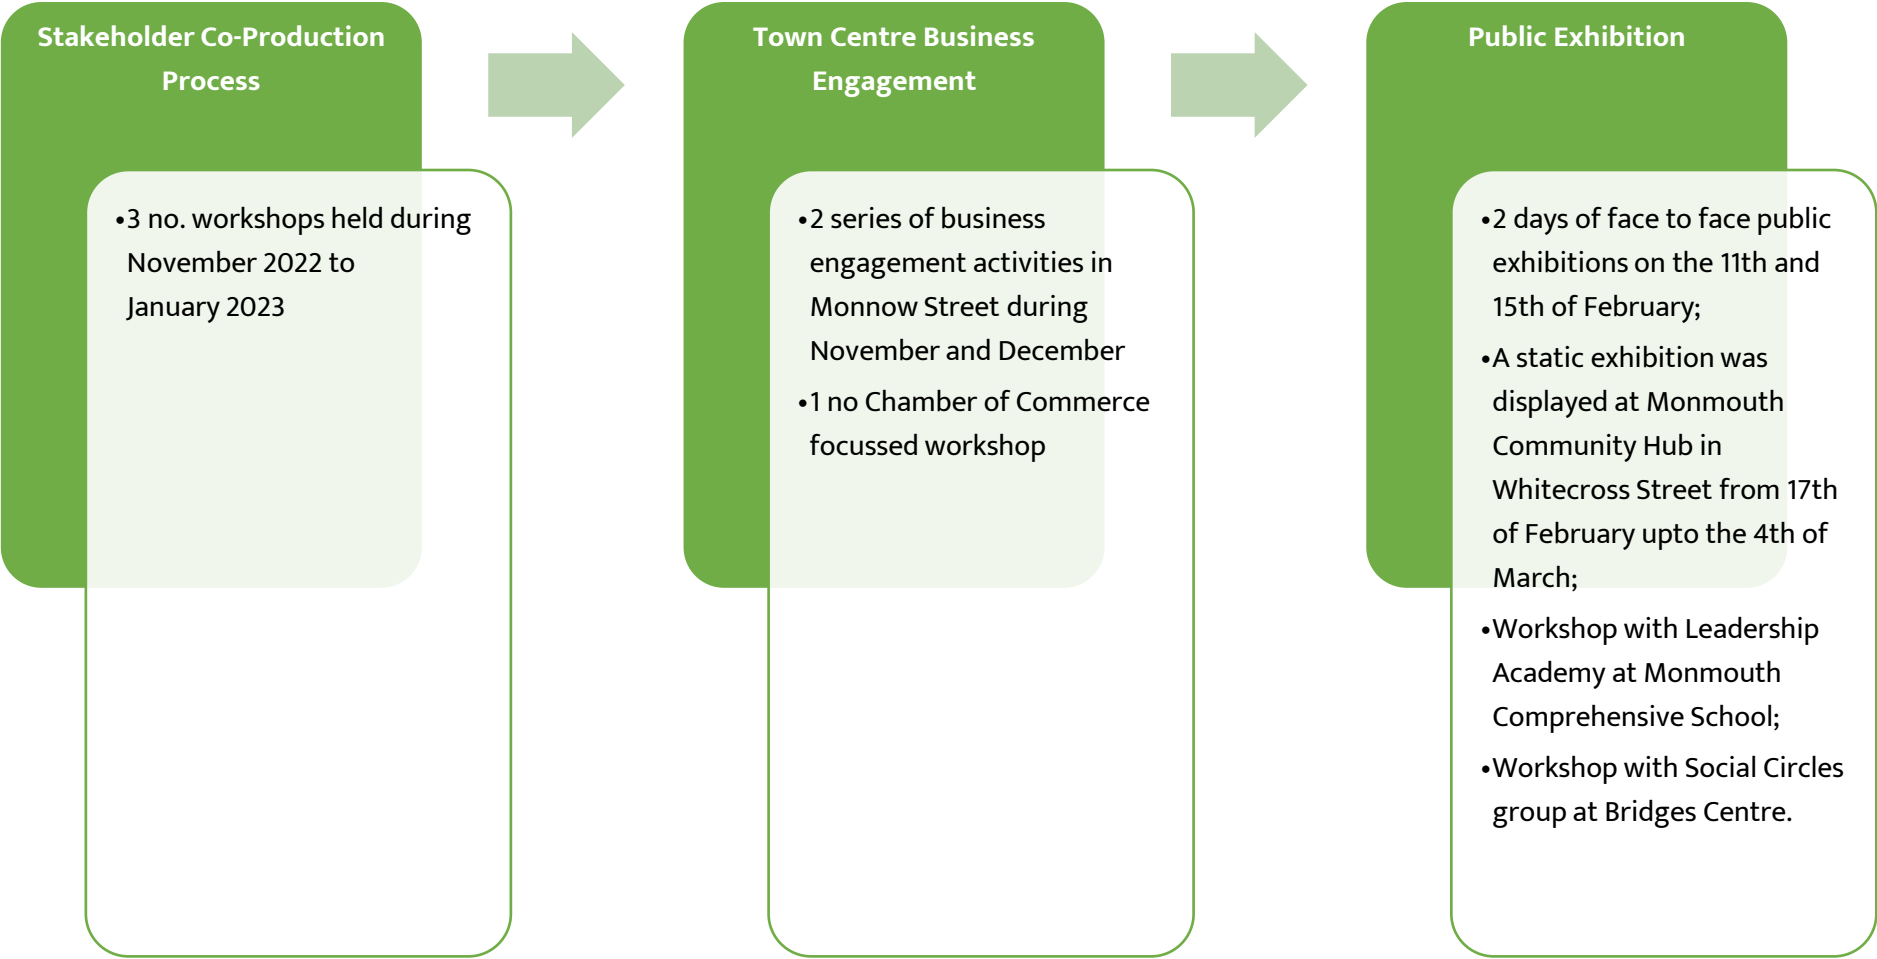 Stakeholder Co-Production
Process
•3 no. workshops held during
November 2022 to
January 2023
Town Centre Business
Engagement
•2 series of business
engagement activities in
Monnow Street during
November and December
•1 no Chamber of Commerce
focussed workshop
Public Exhibition
•2 days of face to face public
exhibitions on the 11th and
15th of February;
•A static exhibition was
displayed at Monmouth
Community Hub in
Whitecross Street from 17th
of February upto the 4th of
March;
•Workshop with Leadership
Academy at Monmouth
Comprehensive School;
•Workshop with Social Circles
group at Bridges Centre.